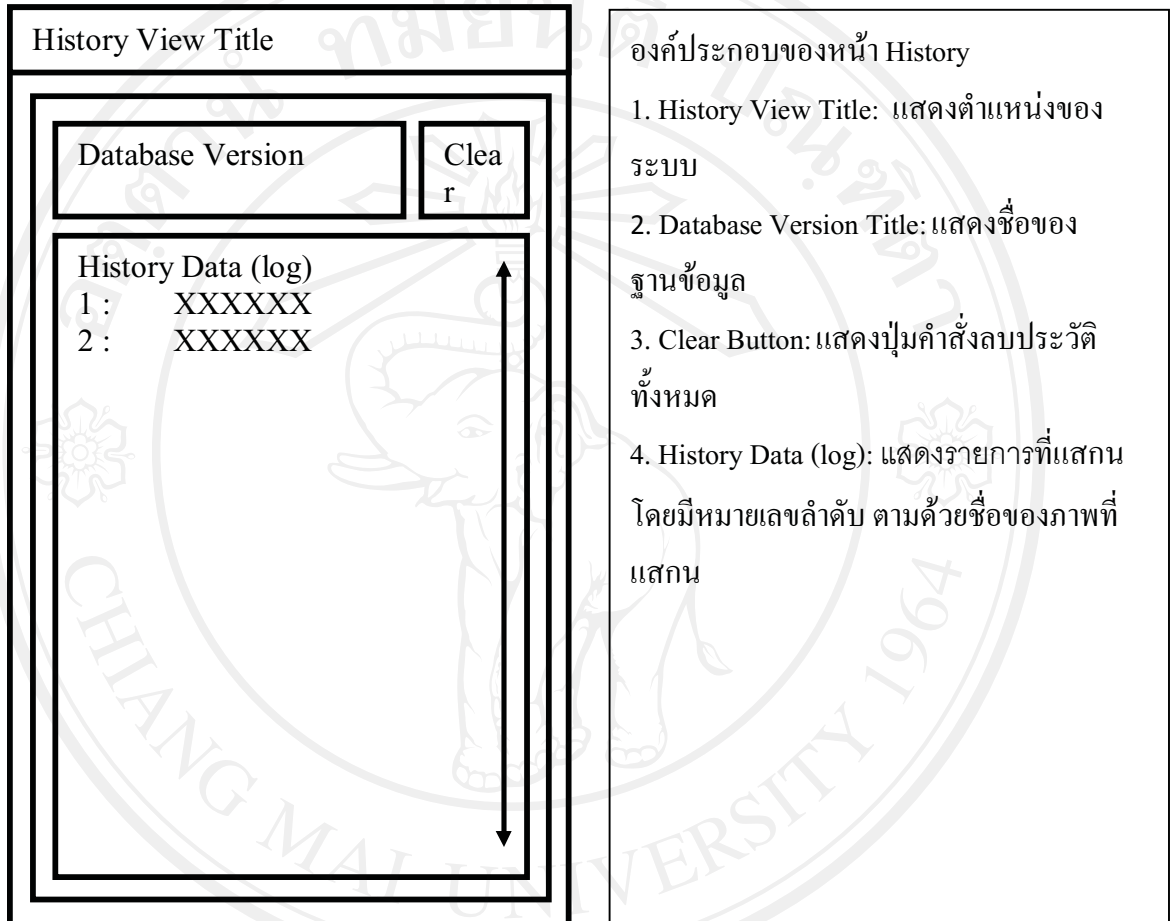 History View Title
Database Version
Clea
r
History Data (log)
1 : XXXXXX
2 : XXXXXX
องค์ประกอบของหน้า History
1. History View Title: แสดงตำแหน่งของ
ระบบ
2. Database Version Title: แสดงชื่อของ
ฐานข้อมูล
3. Clear Button: แสดงปุ่มคำสั่งลบประวัติ
ทั้งหมด
4. History Data (log): แสดงรายการที่แสกน
โดยมีหมายเลขลำดับ ตามด้วยชื่อของภาพที่
แสกน
CHIANG MAI UNIVERSITY 1964